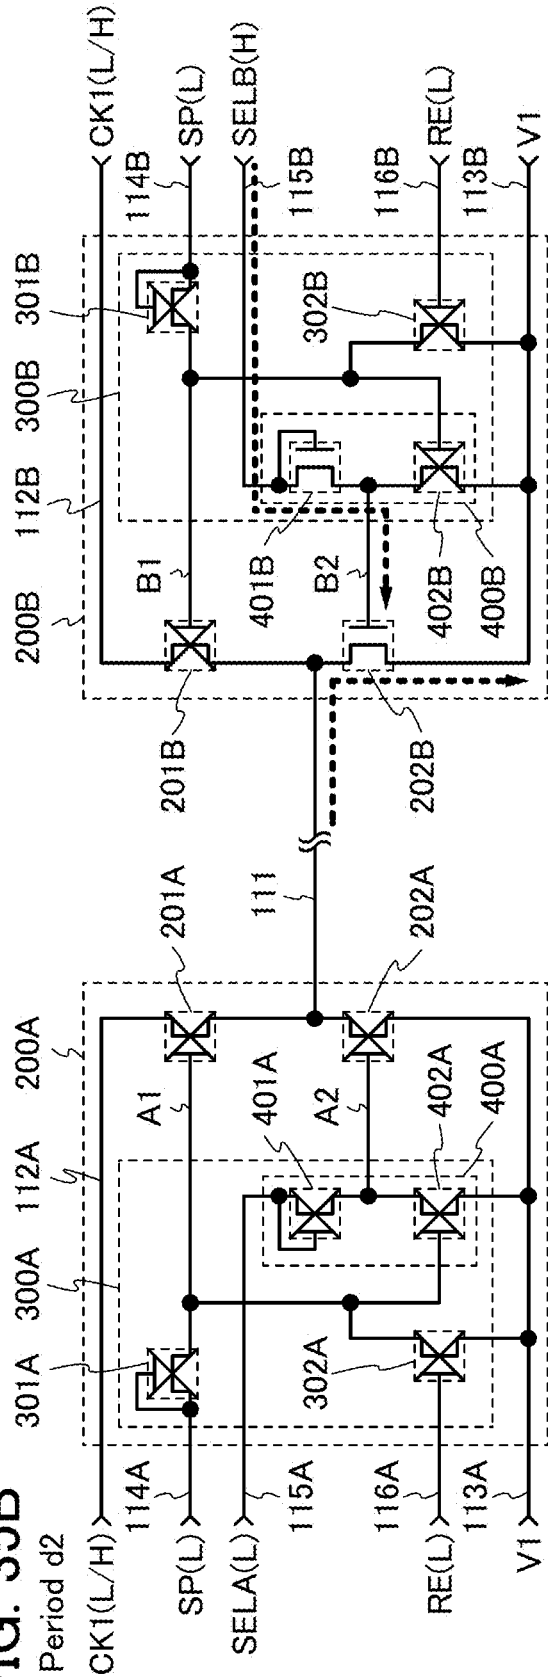 FIG. 35B
Period d2
301A
300A
112A
200A
CK1(L/H)
114A
SP(L)
A1
201A
SELA(L)
115A
401A
111
302A
A2
202A
116A
RE(L)
402A
400A
113A
V1
200B
112B
300B
301B
CK1(L/H)
201B
B1
114B
SP(L)
SELB(H)
401B
115B
202B
B2
302B
402B
400B
116B
RE(L)
113B
V1